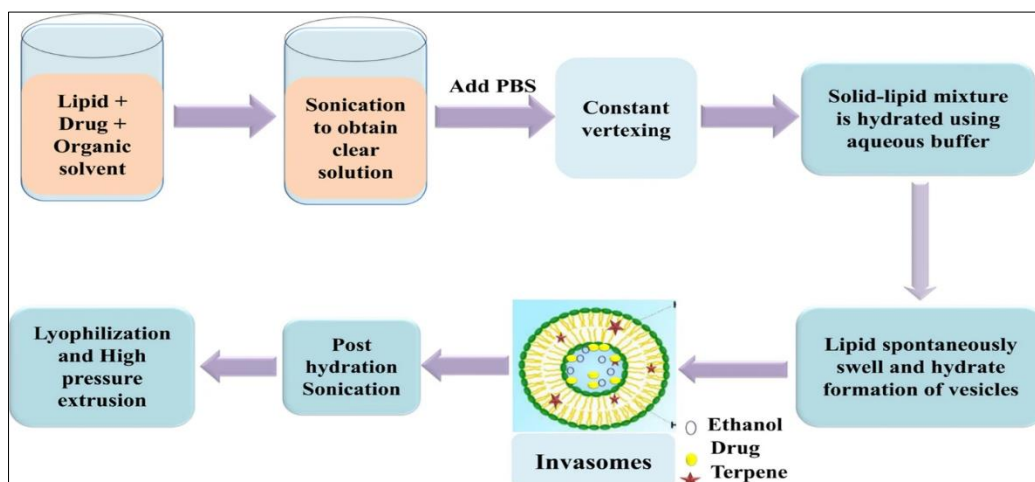 Lipid +
Drug +
Organic
solvent
Sonication
to obtain
clear
solution
Add PBS
Constant
vertexing
Solid-lipid mixture
is hydrated using
aqueous buffer
Lipid spontaneously
swell and hydrate
formation of vesicles
Invasomes
Ethanol
Drug
Terpene
Post
hydration
Sonication
Lyophilization
and High
pressure
extrusion